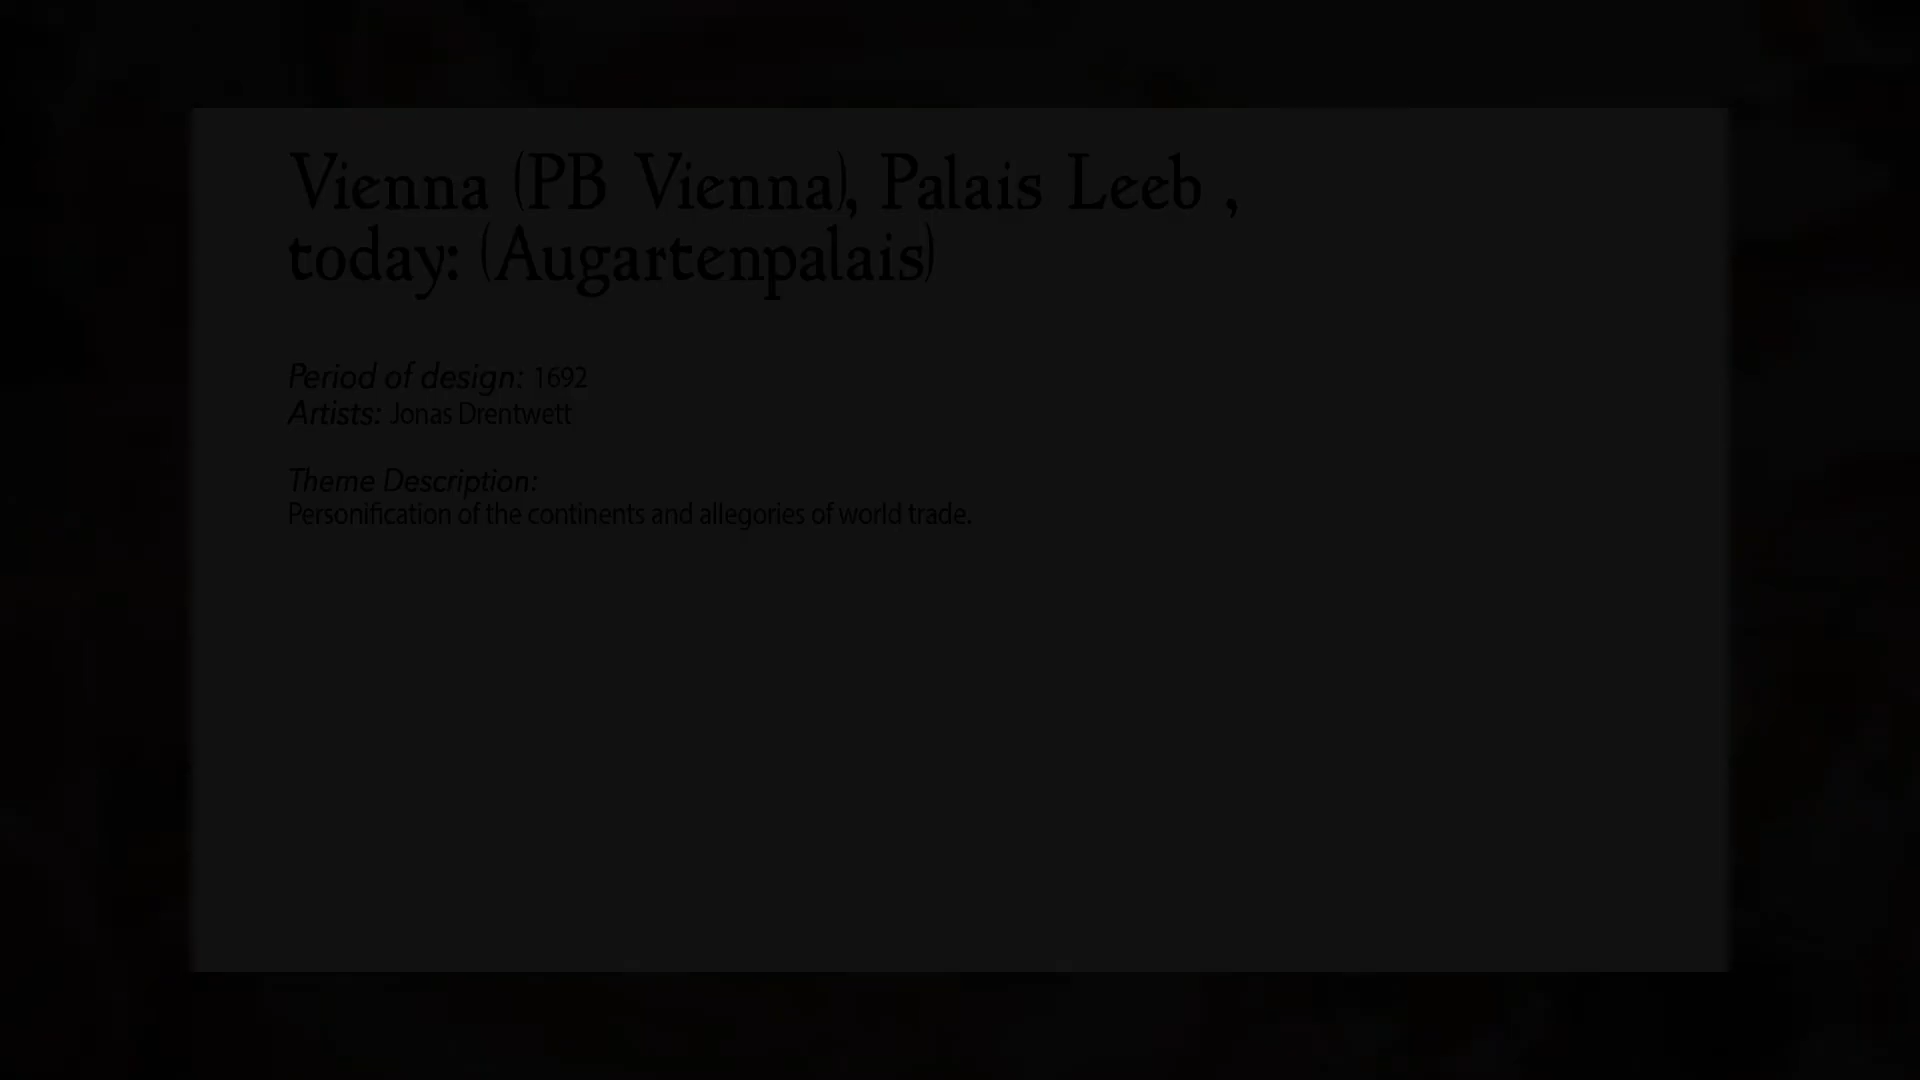 Vienna (PB Vienna), Palais Leeb ,
today: (Augartenpalais)
Period of design: 1692
Artists: Jonas Drentwett
Theme Description:
Personification of the continents and allegories of world trade.